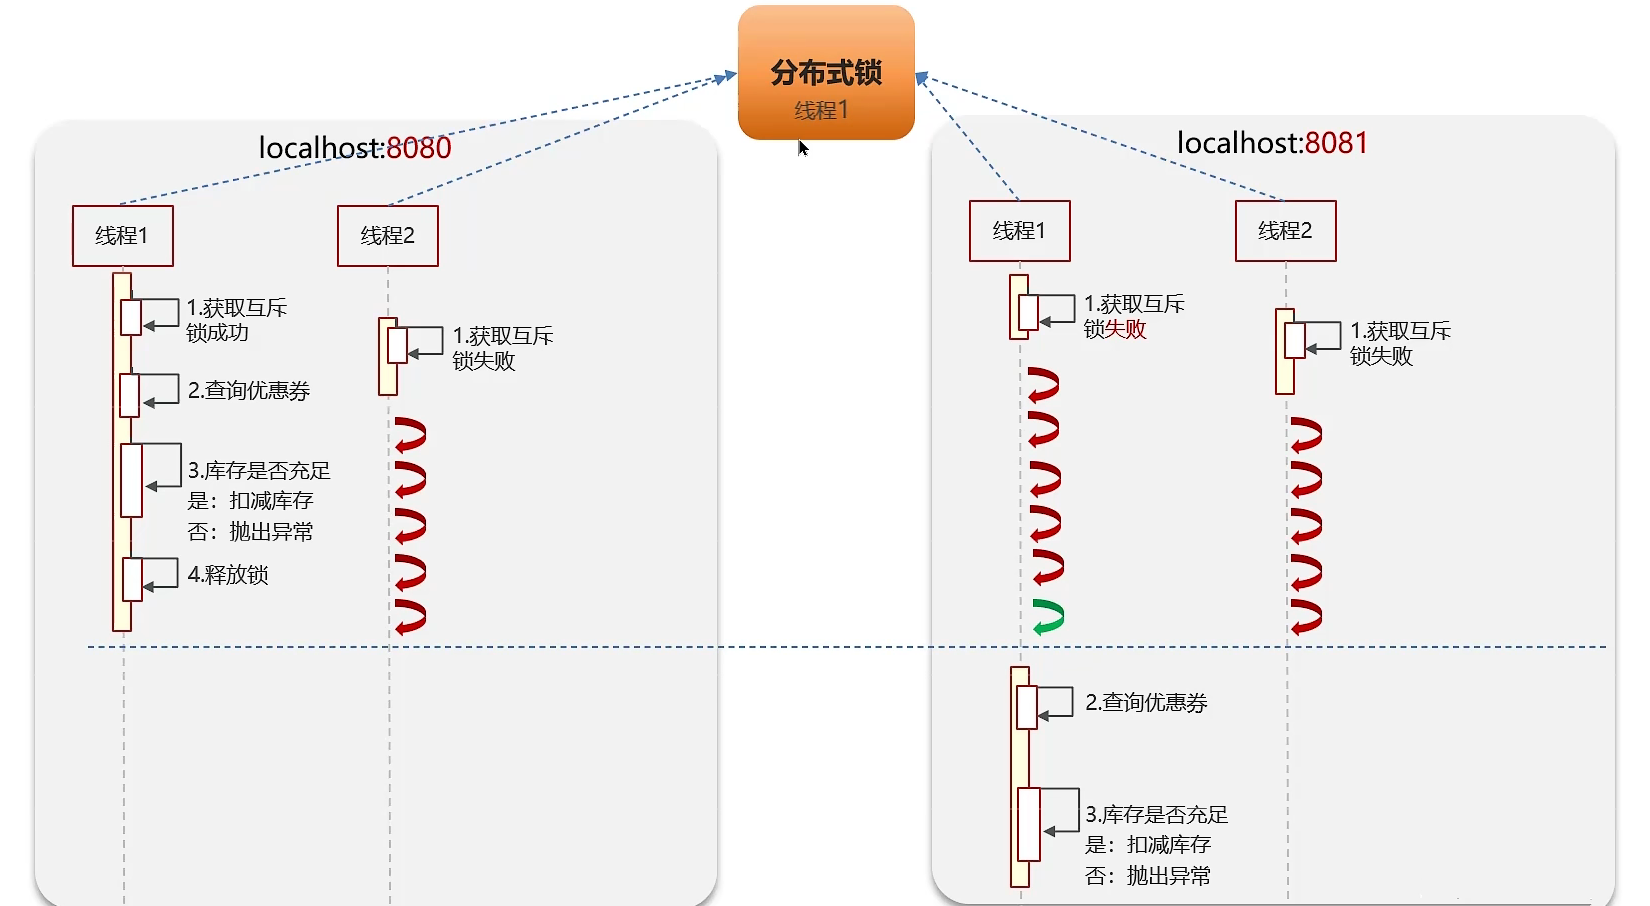 分布式锁
线程1
localhost:8080
线程1
线程2
1.获取互斥
锁成功
2.查询优惠券
3.库存是否充足
是：扣减库存
否：抛出异常
4.释放锁
1.获取互斥
锁失败
localhost:8081
线程1
线程2
1.获取互斥
锁失败
1.获取互斥
锁失败
2.查询优惠券
3.库存是否充足
是：扣减库存
否：抛出异常